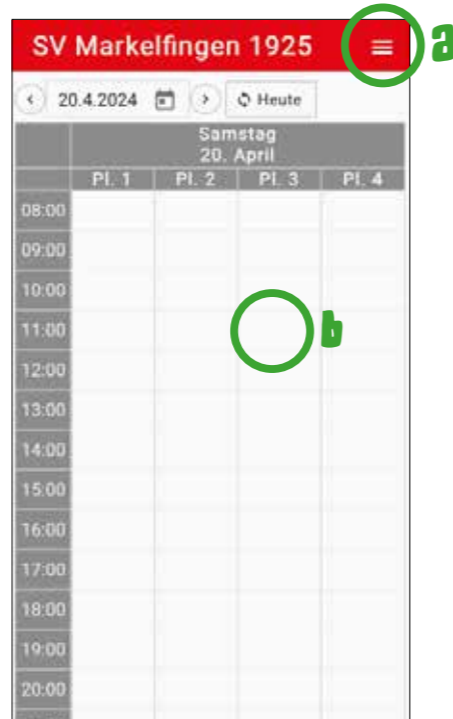 SV Markelfingen 1925
a
20.4.2024 Heute
Samstag
20. April
Pl. 1 Pl. 2 Pl. 3 Pl. 4
08:00
09:00
10:00
11:00
b
12:00
13:00
14:00
15:00
16:00
17:00
18:00
19:00
20:00